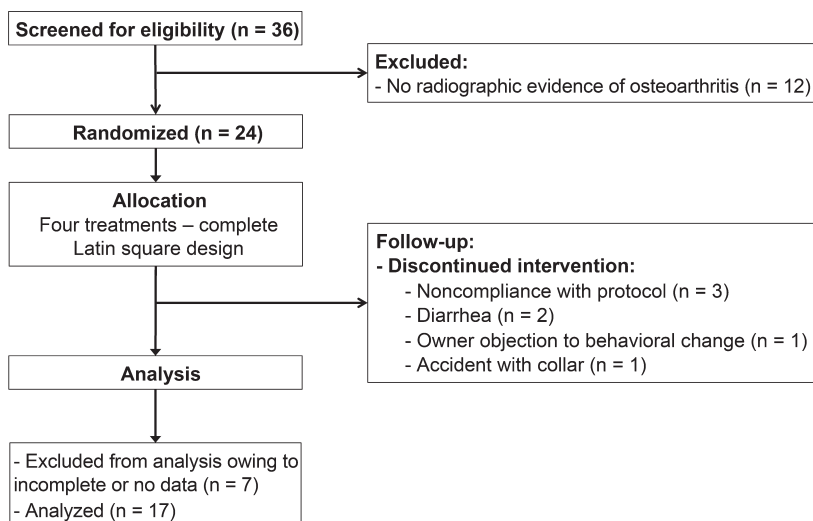 Screened for eligibility (n = 36)
Excluded:
- No radiographic evidence of osteoarthritis (n = 12)
Randomized (n = 24)
Allocation
Four treatments – complete
Latin square design
Follow-up:
- Discontinued intervention:
- Noncompliance with protocol (n = 3)
- Diarrhea (n = 2)
- Owner objection to behavioral change (n = 1)
- Accident with collar (n = 1)
Analysis
- Excluded from analysis owing to
incomplete or no data (n = 7)
- Analyzed (n = 17)